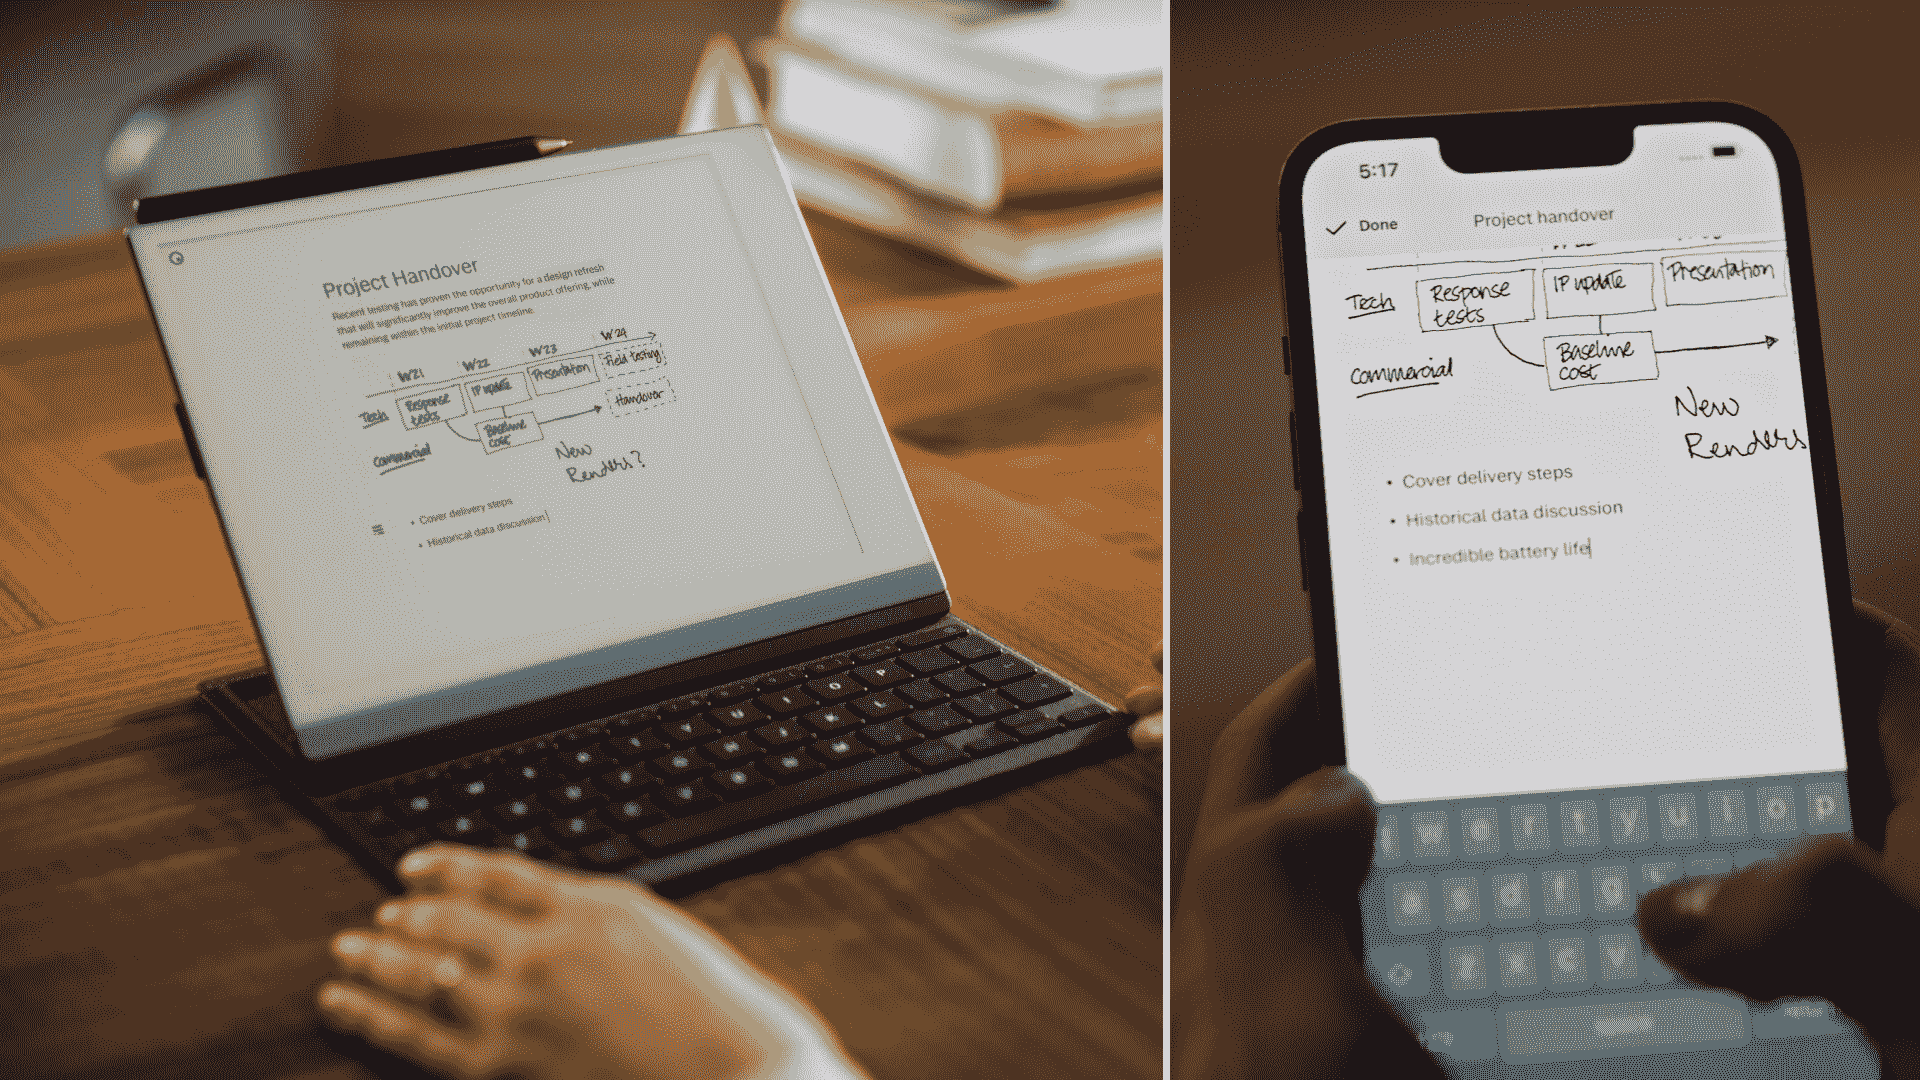 Project Handover
Recent testing has proven the opportunity for a design refresh
that will significantly improve the overall product offering, while
remaining within the initial project timeline.
W21 W22 W23 W24
Tech Response tests IP update Presentation Field testing
Commercial Baseline cost Handover
New
Renders?
• Cover delivery steps
• Historical data discussion
5:17
Done Project handover
Tech Response tests IP update Presentation
Commercial Baseline cost
New
Renders
• Cover delivery steps
• Historical data discussion
• Incredible battery life
w e r t y u i o p
a s d f g
z x c v